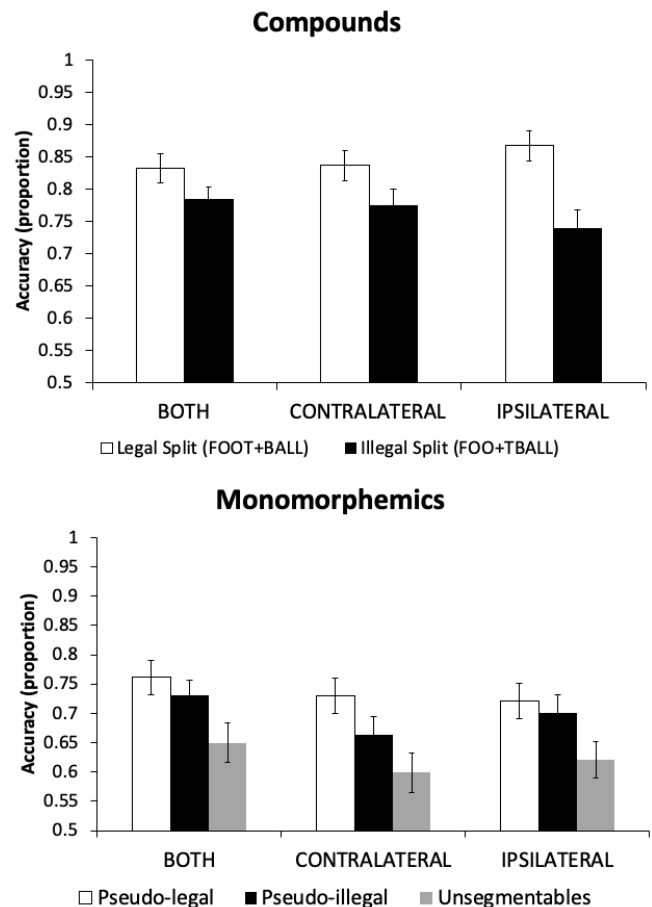 Compounds
Accuracy (proportion)
1
0.95
0.9
0.85
0.8
0.75
0.7
0.65
0.6
0.55
0.5
BOTH CONTRALATERAL IPSILATERAL
Legal Split (FOOT+BALL) Illegal Split (FOO+TBALL)
Monomorphemics
Accuracy (proportion)
1
0.95
0.9
0.85
0.8
0.75
0.7
0.65
0.6
0.55
0.5
BOTH CONTRALATERAL IPSILATERAL
Pseudo-legal Pseudo-illegal Unsegmentables